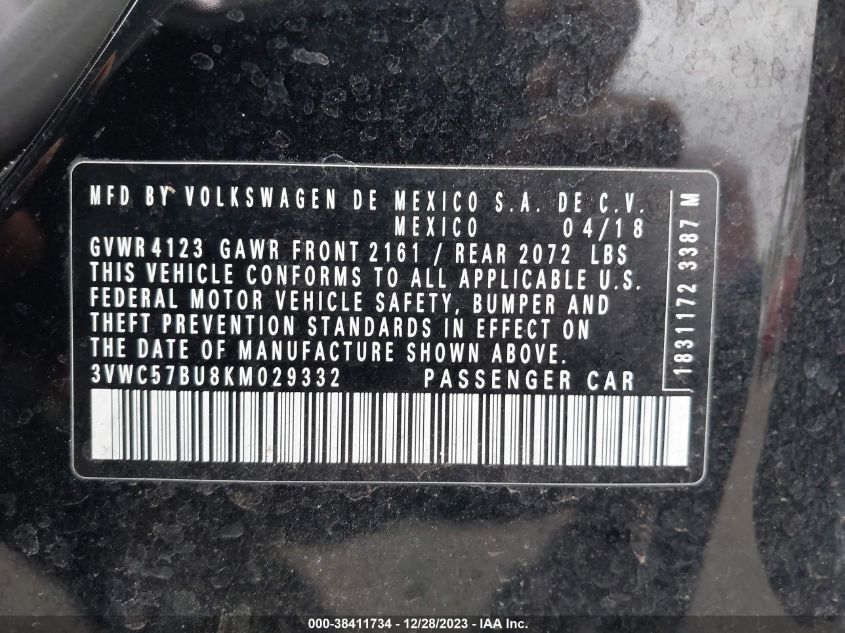 MFD BY VOLKSWAGEN DE MEXICO S.A. DE C.V.
MEXICO 04/18
GVWR 4123 GAWR FRONT 2161 / REAR 2072 LBS
THIS VEHICLE CONFORMS TO ALL APPLICABLE U.S.
FEDERAL MOTOR VEHICLE SAFETY, BUMPER AND
THEFT PREVENTION STANDARDS IN EFFECT ON
THE DATE OF MANUFACTURE SHOWN ABOVE.
3VWC57BU8KM029332 PASSENGER CAR
1831172 3387 M
000-38411734 - 12/28/2023 - IAA Inc.